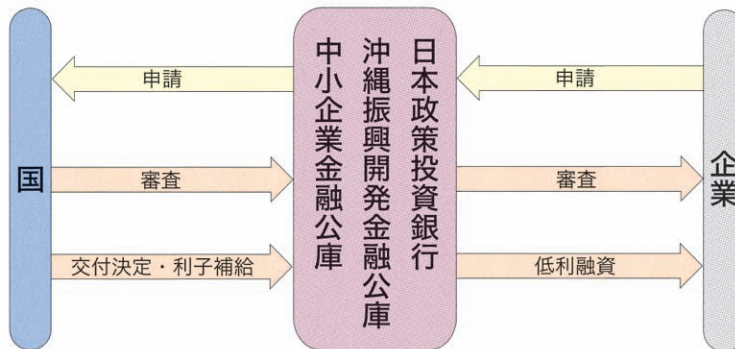 国
申請
審査
交付決定・利子補給
日本政策投資銀行
沖縄振興開発金融公庫
中小企業金融公庫
申請
審査
低利融資
企業